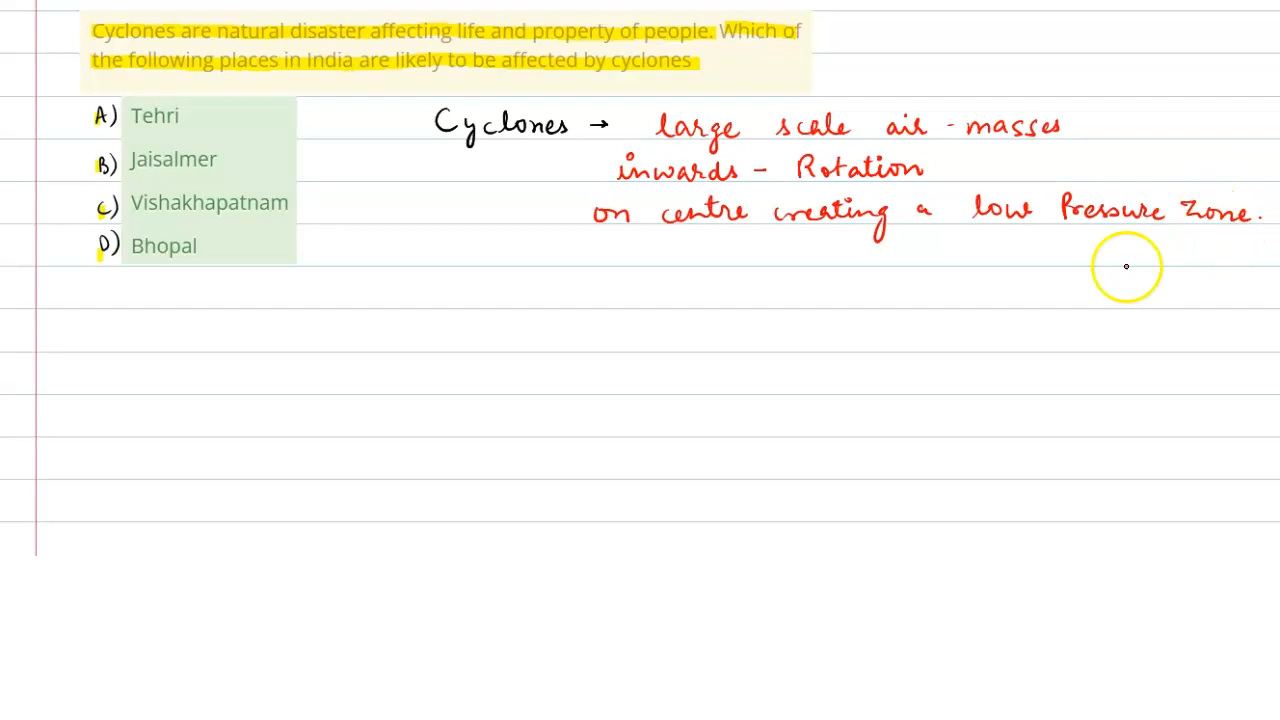 Cyclones are natural disaster affecting life and property of people. Which of
the following places in India are likely to be affected by cyclones
A) Tehri
B) Jaisalmer
C) Vishakhapatnam
D) Bhopal
Cyclones → large scale air - masses
inwards - Rotation
on centre creating a low Pressure Zone.